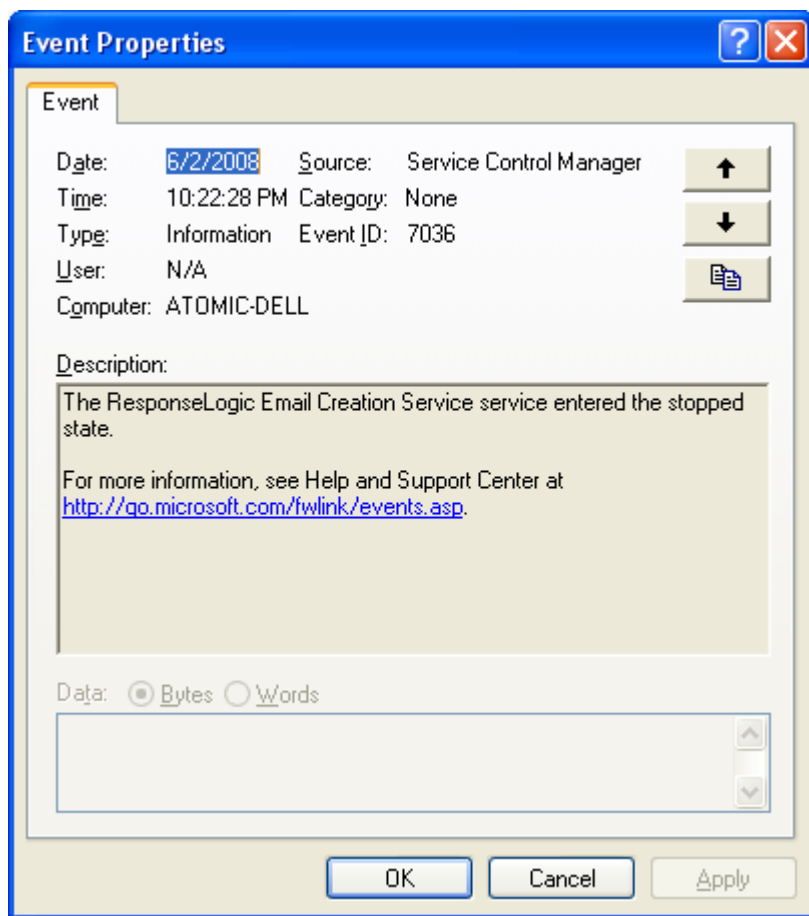 Event Properties
Event
Date: 6/2/2008 Source: Service Control Manager
Time: 10:22:28 PM Category: None
Type: Information Event ID: 7036
User: N/A
Computer: ATOMIC-DELL
Description:
The ResponseLogic Email Creation Service service entered the stopped
state.
For more information, see Help and Support Center at
http://go.microsoft.com/fwlink/events.asp.
Data: Bytes Words
OK Cancel Apply